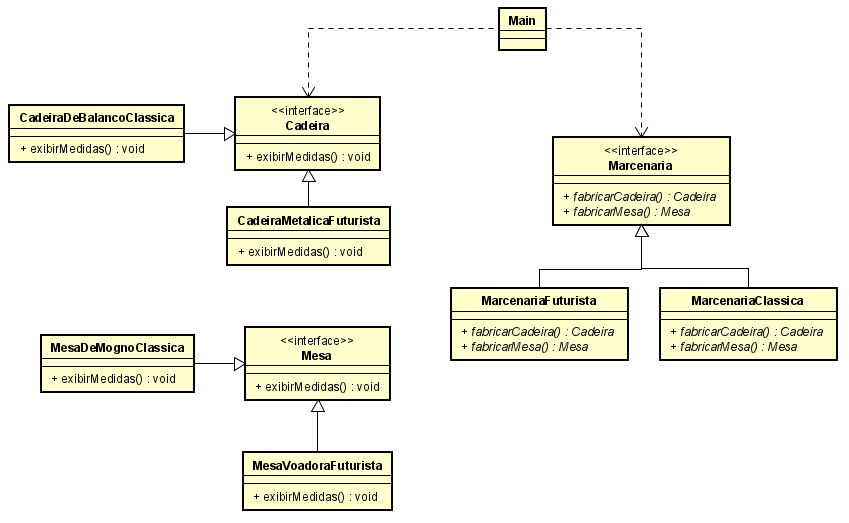 Main
CadeiraDeBalancoClassica
+ exibirMedidas() : void
<<interface>>
Cadeira
+ exibirMedidas() : void
CadeiraMetalicaFuturista
+ exibirMedidas() : void
<<interface>>
Marcenaria
+ fabricarCadeira() : Cadeira
+ fabricarMesa() : Mesa
MarcenariaFuturista
+ fabricarCadeira() : Cadeira
+ fabricarMesa() : Mesa
MarcenariaClassica
+ fabricarCadeira() : Cadeira
+ fabricarMesa() : Mesa
MesaDeMognoClassica
+ exibirMedidas() : void
<<interface>>
Mesa
+ exibirMedidas() : void
MesaVoadoraFuturista
+ exibirMedidas() : void